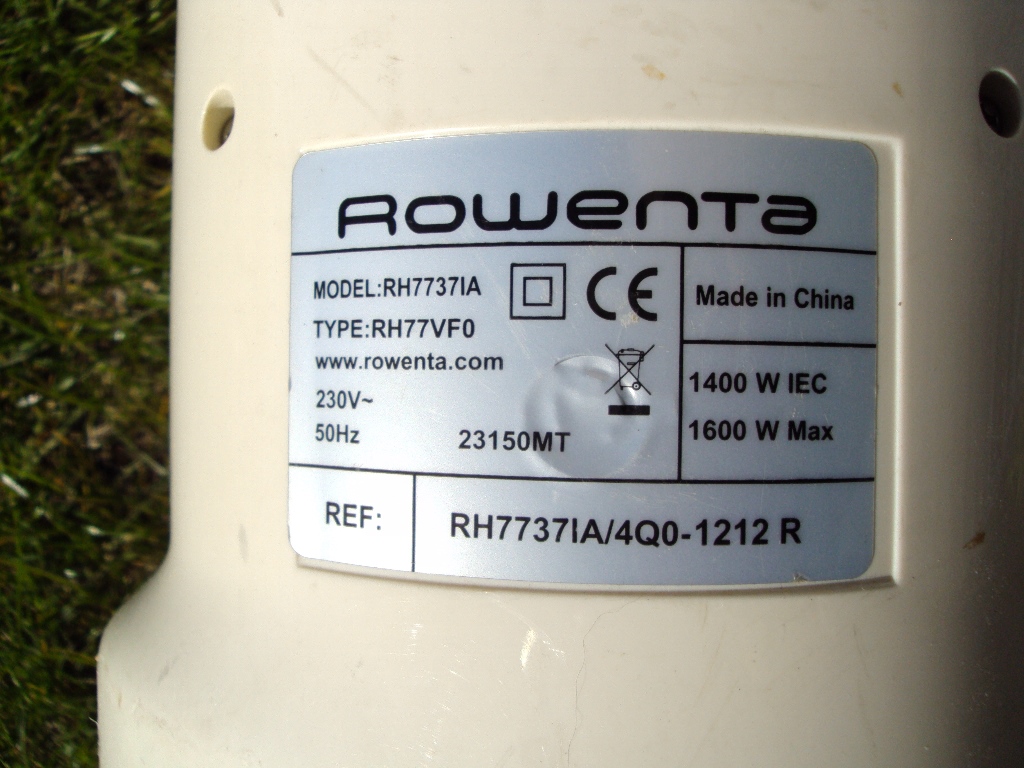 ROWENTA
MODEL:RH7737IA
TYPE:RH77VF0
www.rowenta.com
230V~
50Hz
23150MT
CE
Made in China
1400 W IEC
1600 W Max
REF:
RH7737IA/4Q0-1212 R